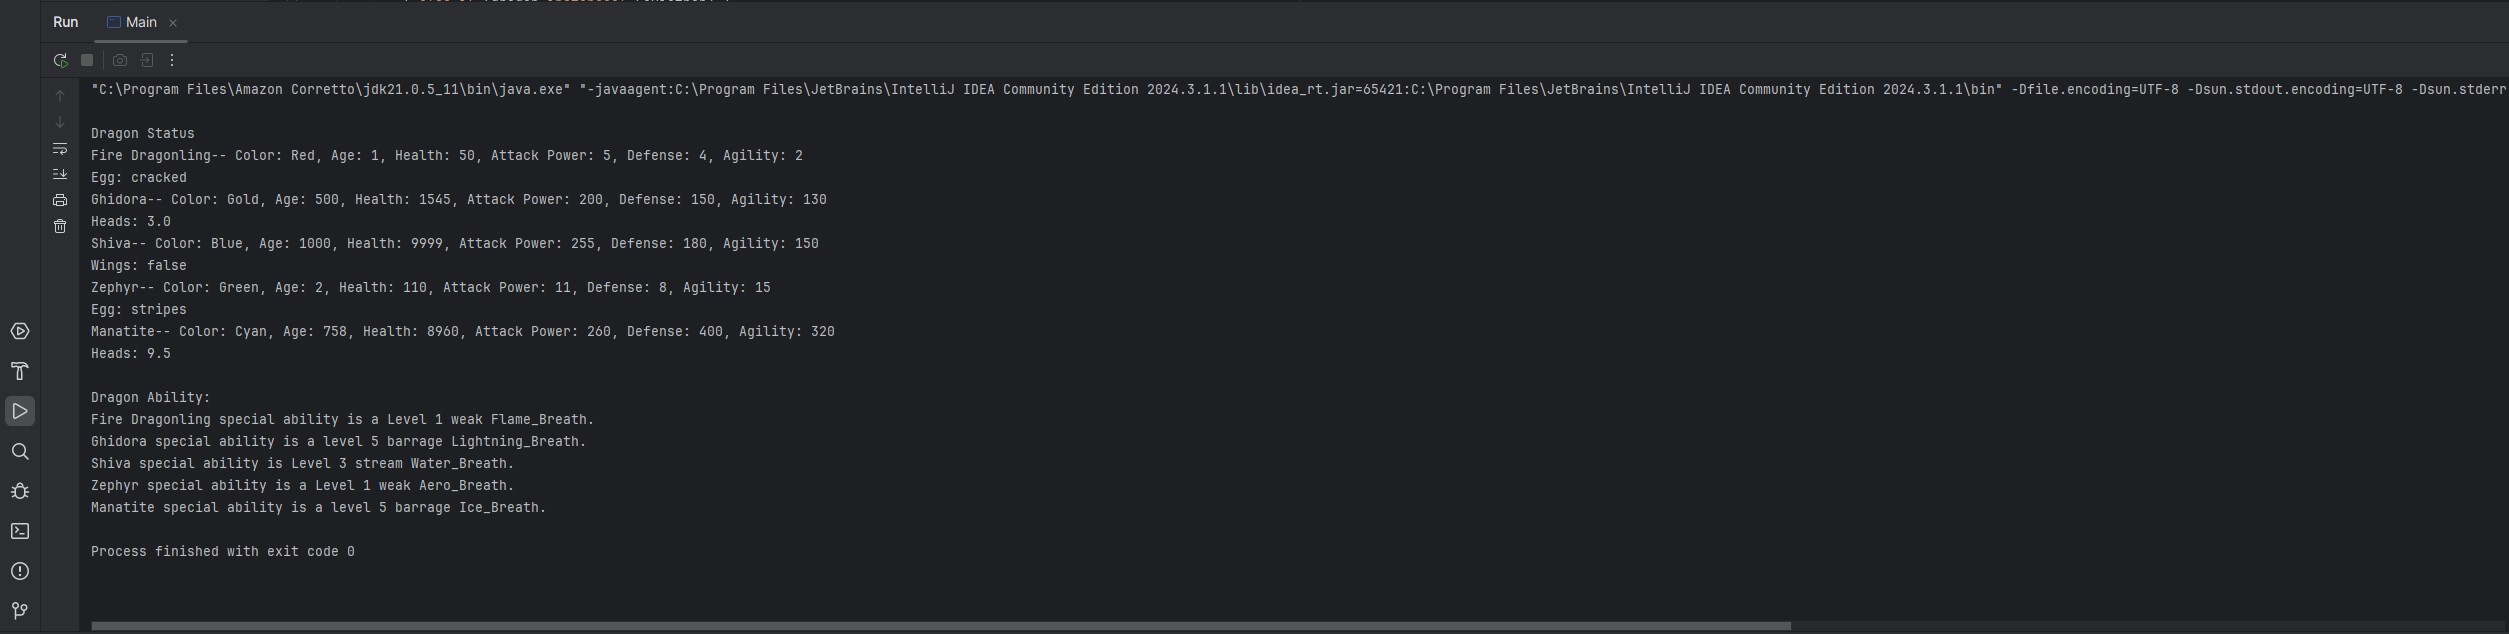 Run Main
"C:\Program Files\Amazon Corretto\jdk21.0.5_11\bin\java.exe" "-javaagent:C:\Program Files\JetBrains\IntelliJ IDEA Community Edition 2024.3.1.1\lib\idea_rt.jar=65421:C:\Program Files\JetBrains\IntelliJ IDEA Community Edition 2024.3.1.1\bin" -Dfile.encoding=UTF-8 -Dsun.stdout.encoding=UTF-8 -Dsun.stderr
Dragon Status
Fire Dragonling-- Color: Red, Age: 1, Health: 50, Attack Power: 5, Defense: 4, Agility: 2
Egg: cracked
Ghidora-- Color: Gold, Age: 500, Health: 1545, Attack Power: 200, Defense: 150, Agility: 130
Heads: 3.0
Shiva-- Color: Blue, Age: 1000, Health: 9999, Attack Power: 255, Defense: 180, Agility: 150
Wings: false
Zephyr-- Color: Green, Age: 2, Health: 110, Attack Power: 11, Defense: 8, Agility: 15
Egg: stripes
Manatite-- Color: Cyan, Age: 758, Health: 8960, Attack Power: 260, Defense: 400, Agility: 320
Heads: 9.5
Dragon Ability:
Fire Dragonling special ability is a Level 1 weak Flame_Breath.
Ghidora special ability is a level 5 barrage Lightning_Breath.
Shiva special ability is Level 3 stream Water_Breath.
Zephyr special ability is a Level 1 weak Aero_Breath.
Manatite special ability is a level 5 barrage Ice_Breath.
Process finished with exit code 0